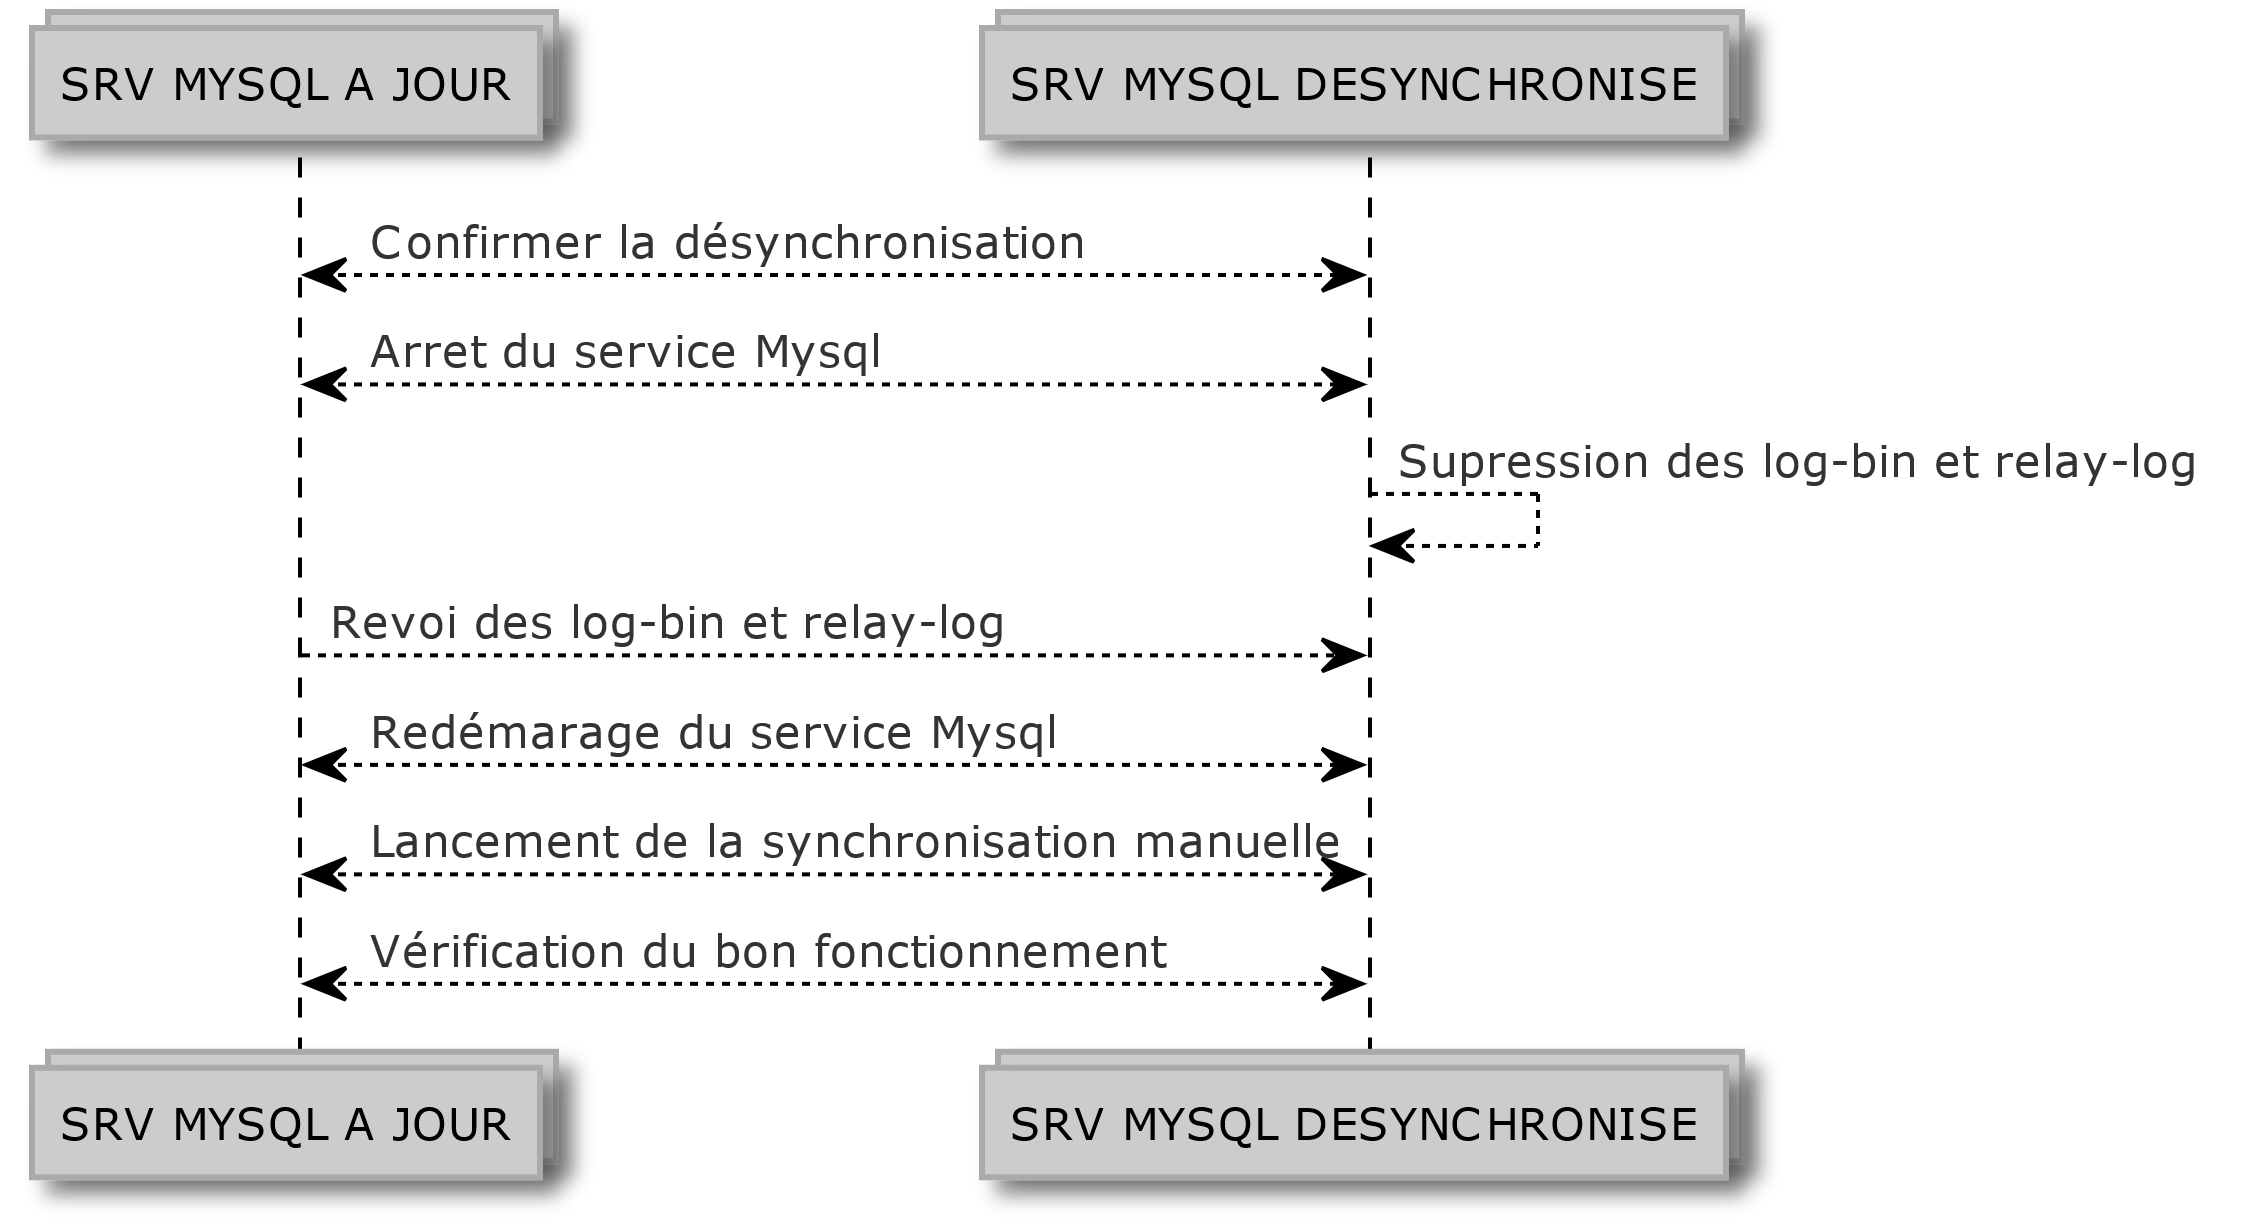 SRV MYSQL A JOUR
SRV MYSQL DESYNCHRONISE
Confirmer la désynchronisation
Arret du service Mysql
Supression des log-bin et relay-log
Revoi des log-bin et relay-log
Redémarage du service Mysql
Lancement de la synchronisation manuelle
Vérification du bon fonctionnement
SRV MYSQL A JOUR
SRV MYSQL DESYNCHRONISE